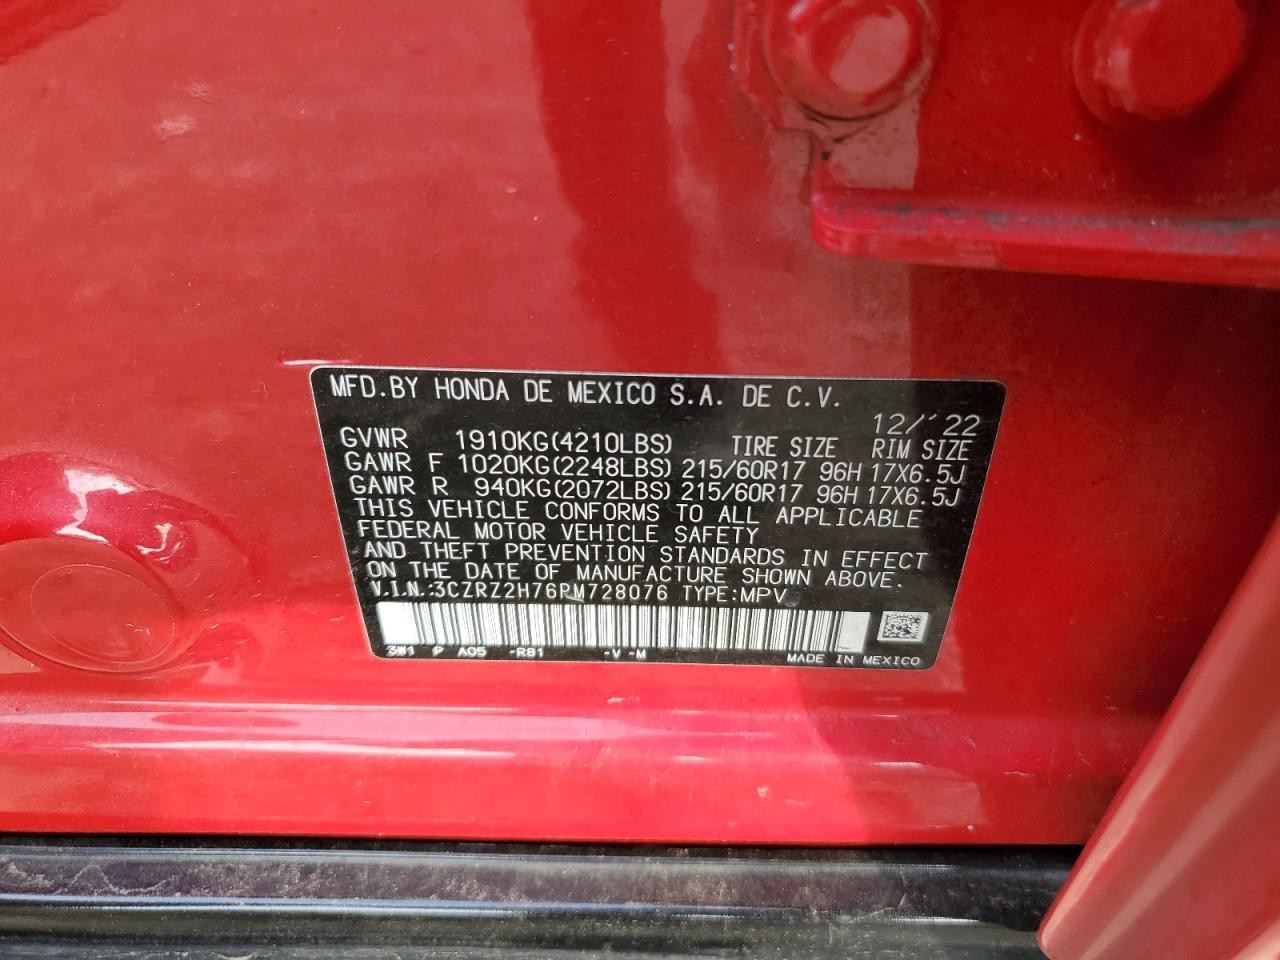 MFD.BY HONDA DE MEXICO S.A. DE C.V.
12/'22
GVWR 1910KG(4210LBS) TIRE SIZE RIM SIZE
GAWR F 1020KG(2248LBS) 215/60R17 96H 17X6.5J
GAWR R 940KG(2072LBS) 215/60R17 96H 17X6.5J
THIS VEHICLE CONFORMS TO ALL APPLICABLE
FEDERAL MOTOR VEHICLE SAFETY
AND THEFT PREVENTION STANDARDS IN EFFECT
ON THE DATE OF MANUFACTURE SHOWN ABOVE.
V.I.N.:3CZRZ2H76PM728076 TYPE:MPV
3W1 P A05 -R81 -V -M
MADE IN MEXICO